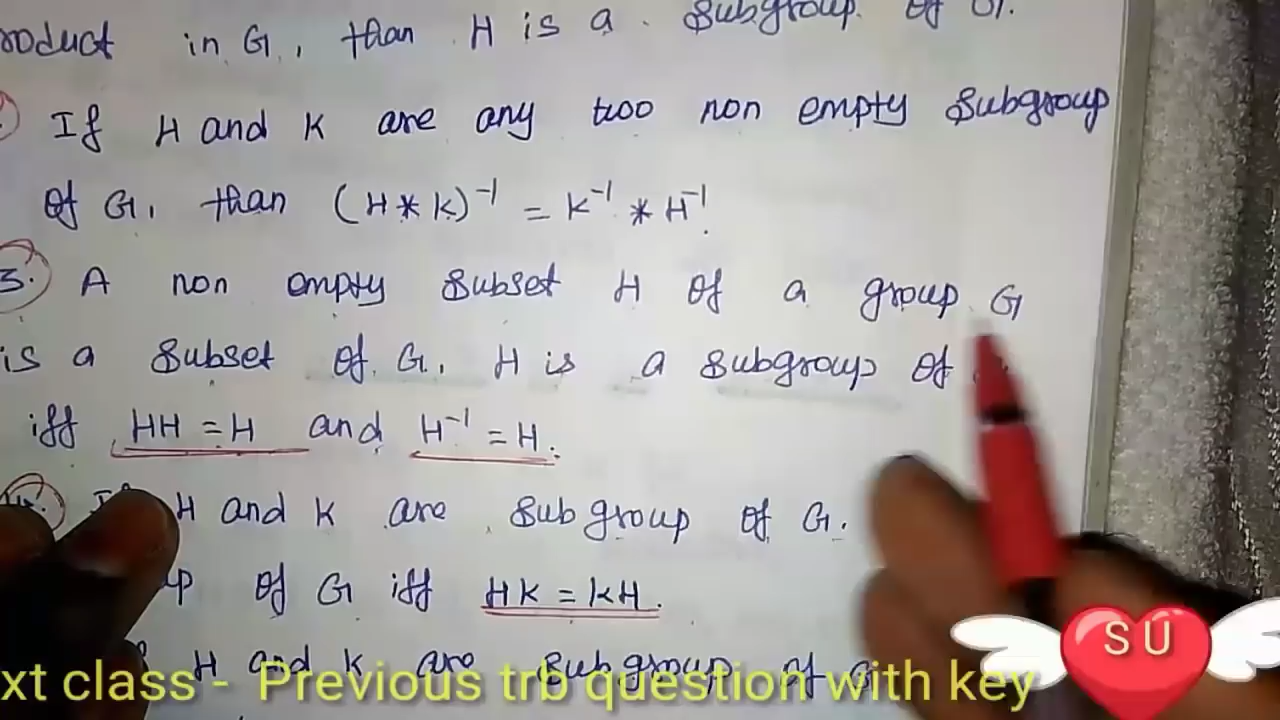 roduct in G, than H is a subgroup of G.
If H and K are any two non empty subgroup
of G, than (H * K)⁻¹ = K⁻¹ * H⁻¹.
3. A non empty subset H of a group G
is a subset of G. H is a subgroup of
iff HH = H and H⁻¹ = H.
H and K are subgroup of G.
up of G iff HK = KH.
H and K are subgroup of G
xt class - Previous trb question with key
S U